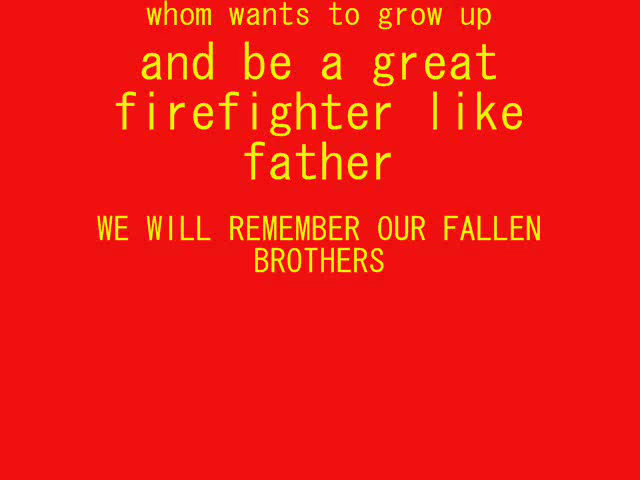 whom wants to grow up
and be a great
firefighter like
father
WE WILL REMEMBER OUR FALLEN
BROTHERS